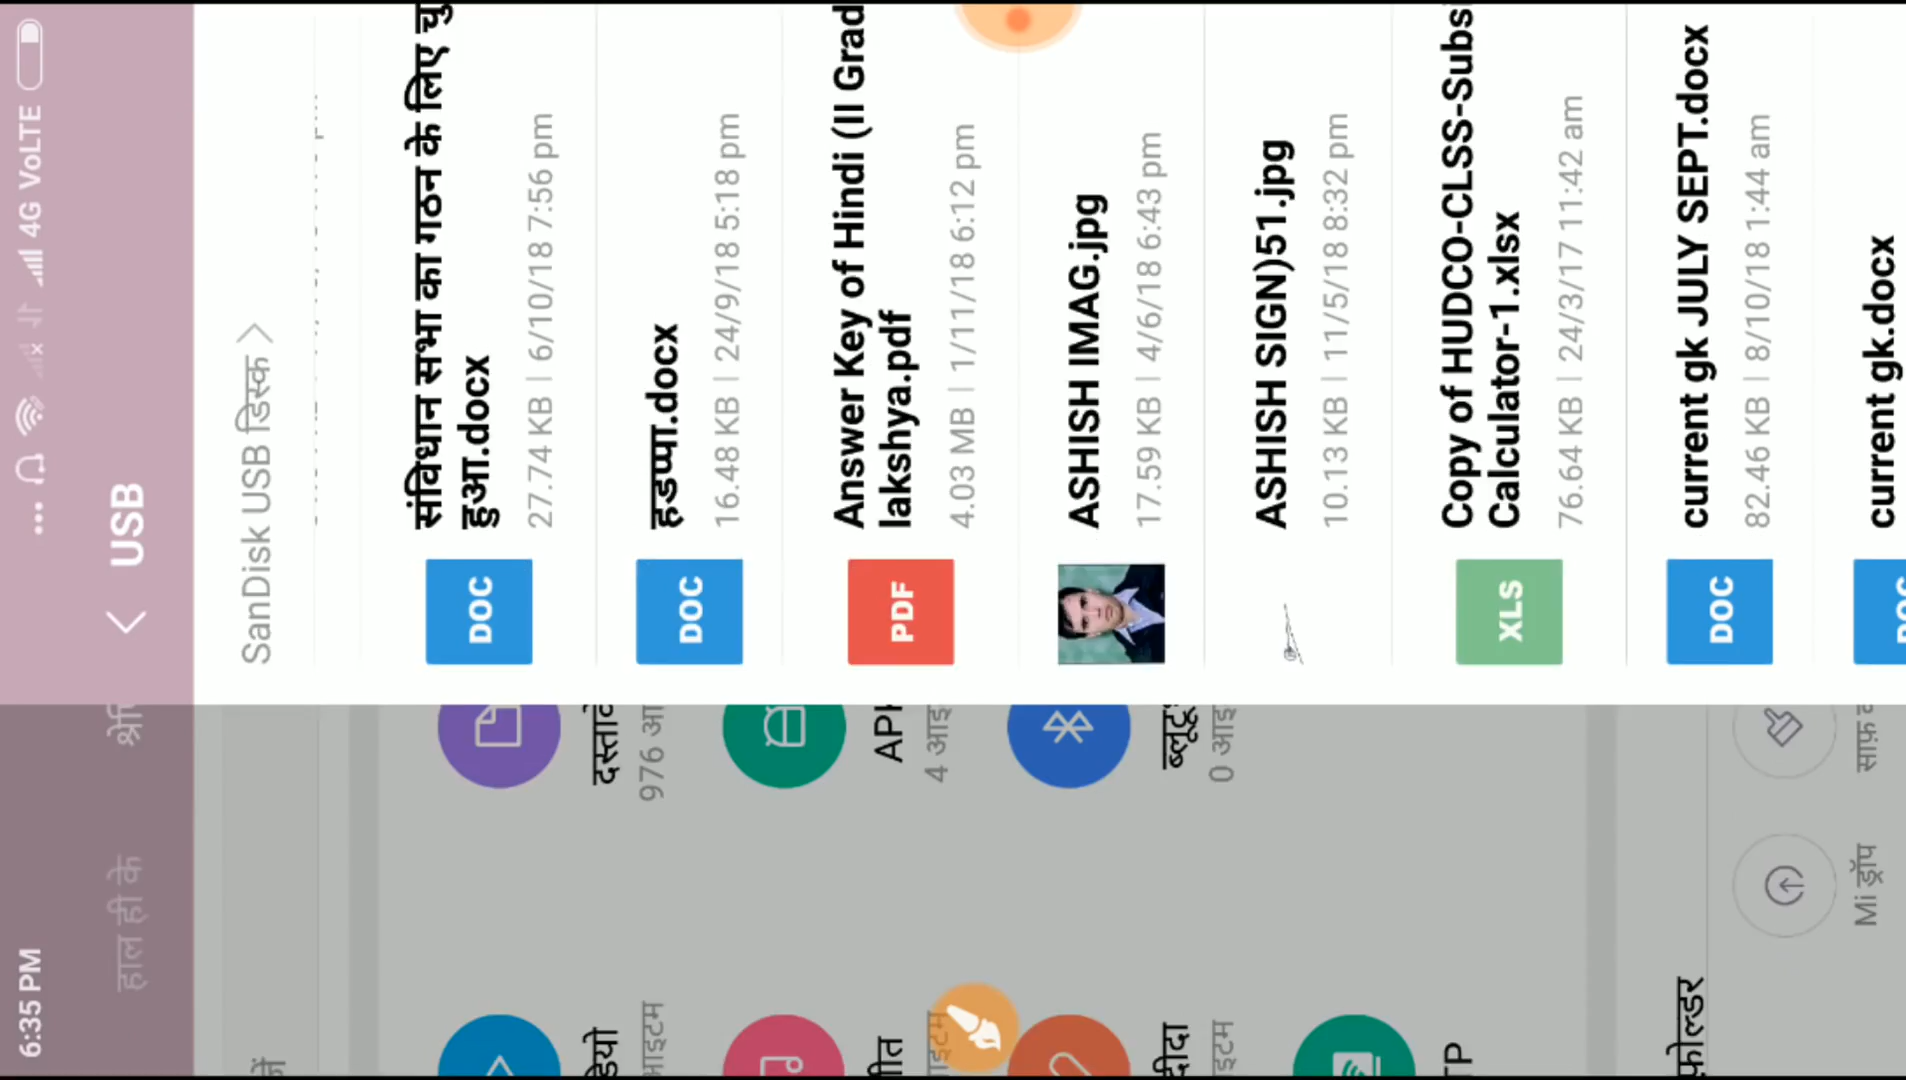 6:35 PM
4G VoLTE
हाल ही के
USB
SanDisk USB डिस्क >
संविधान सभा का गठन के लिए
हुआ.docx
27.74 KB | 6/10/18 7:56 pm
DOC
हडप्पा.docx
16.48 KB | 24/9/18 5:18 pm
DOC
Answer Key of Hindi (II Grad
lakshya.pdf
4.03 MB | 1/11/18 6:12 pm
PDF
ASHISH IMAG.jpg
17.59 KB | 4/6/18 6:43 pm
ASHISH SIGN)51.jpg
10.13 KB | 11/5/18 8:32 pm
Copy of HUDCO-CLSS-Subs
Calculator-1.xlsx
76.64 KB | 24/3/17 11:42 am
XLS
current gk JULY SEPT.docx
82.46 KB | 8/10/18 1:44 am
DOC
current gk.docx
976
4
0
Mi ड्रॉप
फ़ोल्डर